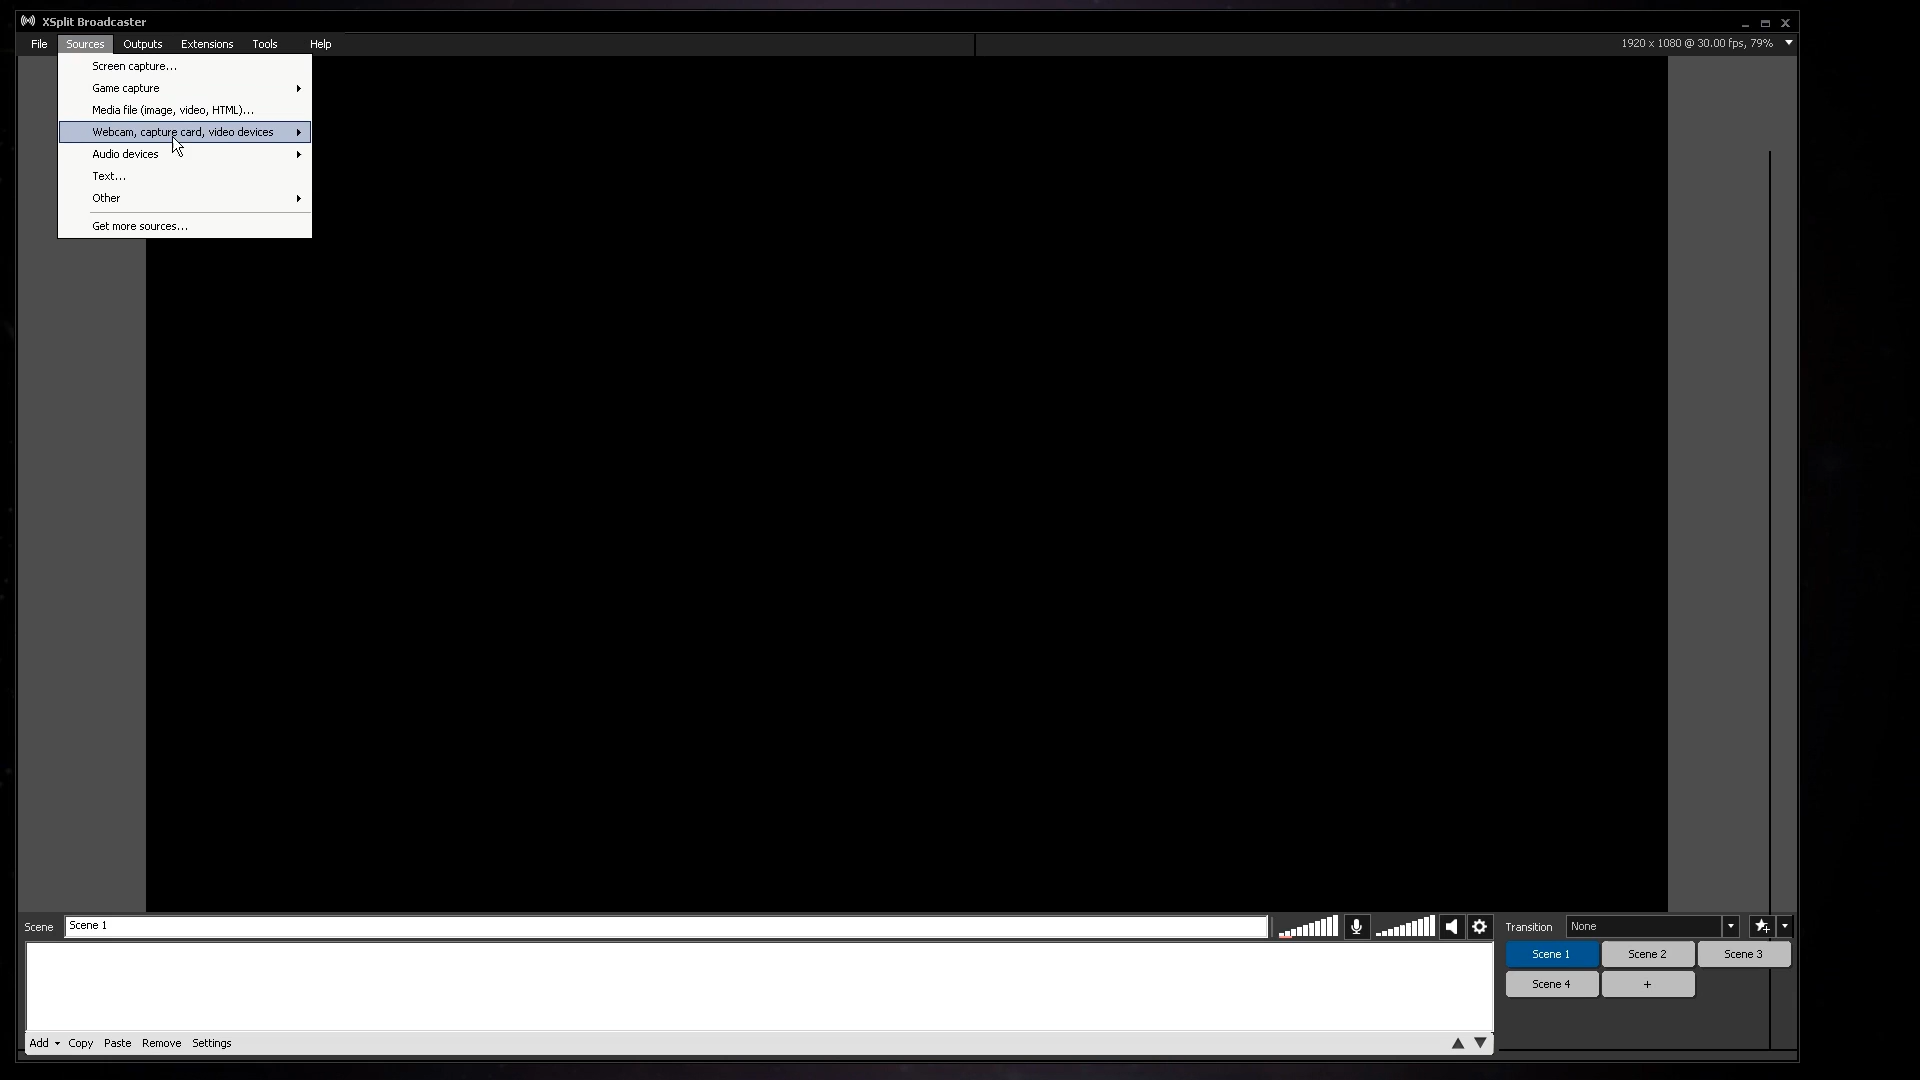 XSplit Broadcaster
File Sources Outputs Extensions Tools Help
1920 x 1080 @ 30.00 fps, 79%
Screen capture...
Game capture
Media file (image, video, HTML)...
Webcam, capture card, video devices
Audio devices
Text...
Other
Get more sources...
Scene Scene 1
Transition None
Scene 1 Scene 2 Scene 3
Scene 4 +
Add Copy Paste Remove Settings